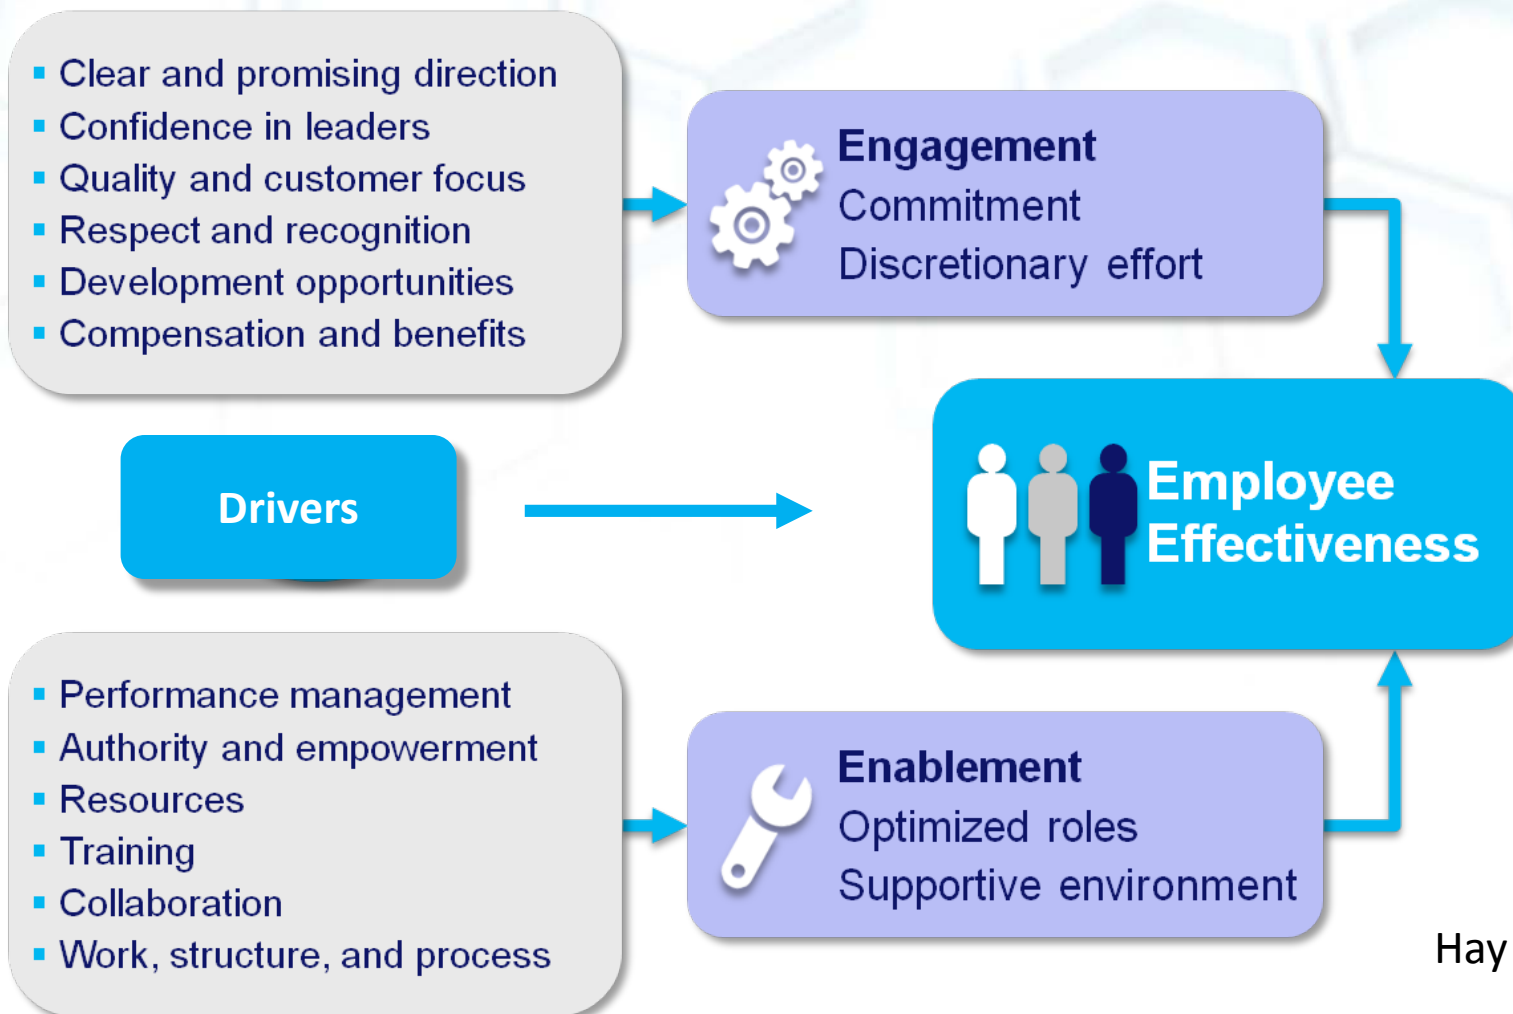 ▪ Clear and promising direction
▪ Confidence in leaders
▪ Quality and customer focus
▪ Respect and recognition
▪ Development opportunities
▪ Compensation and benefits
Engagement
Commitment
Discretionary effort
Drivers
Employee
Effectiveness
▪ Performance management
▪ Authority and empowerment
▪ Resources
▪ Training
▪ Collaboration
▪ Work, structure, and process
Enablement
Optimized roles
Supportive environment
Hay